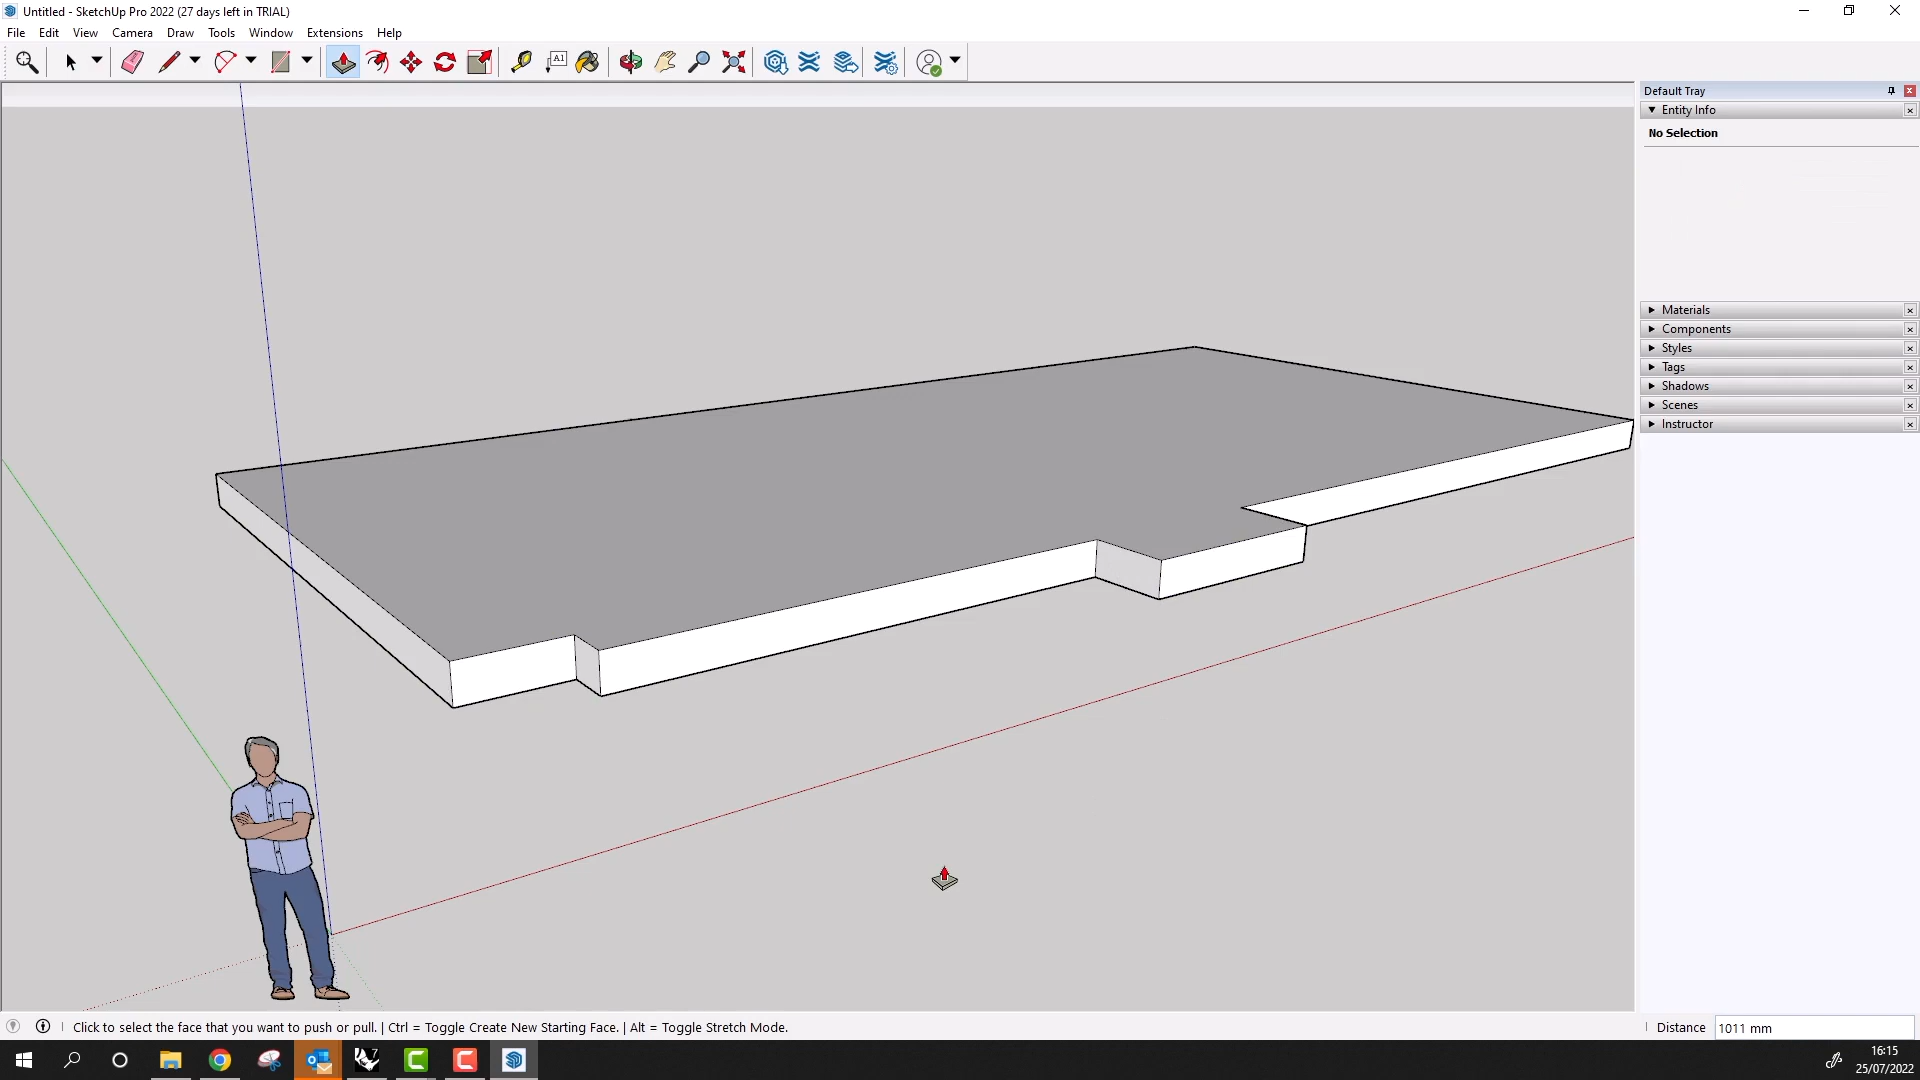 Untitled - SketchUp Pro 2022 (27 days left in TRIAL)
File Edit View Camera Draw Tools Window Extensions Help
A1
Default Tray
Entity Info
No Selection
Materials
Components
Styles
Tags
Shadows
Scenes
Instructor
Click to select the face that you want to push or pull. | Ctrl = Toggle Create New Starting Face. | Alt = Toggle Stretch Mode.
Distance 1011 mm
7
16:15
25/07/2022